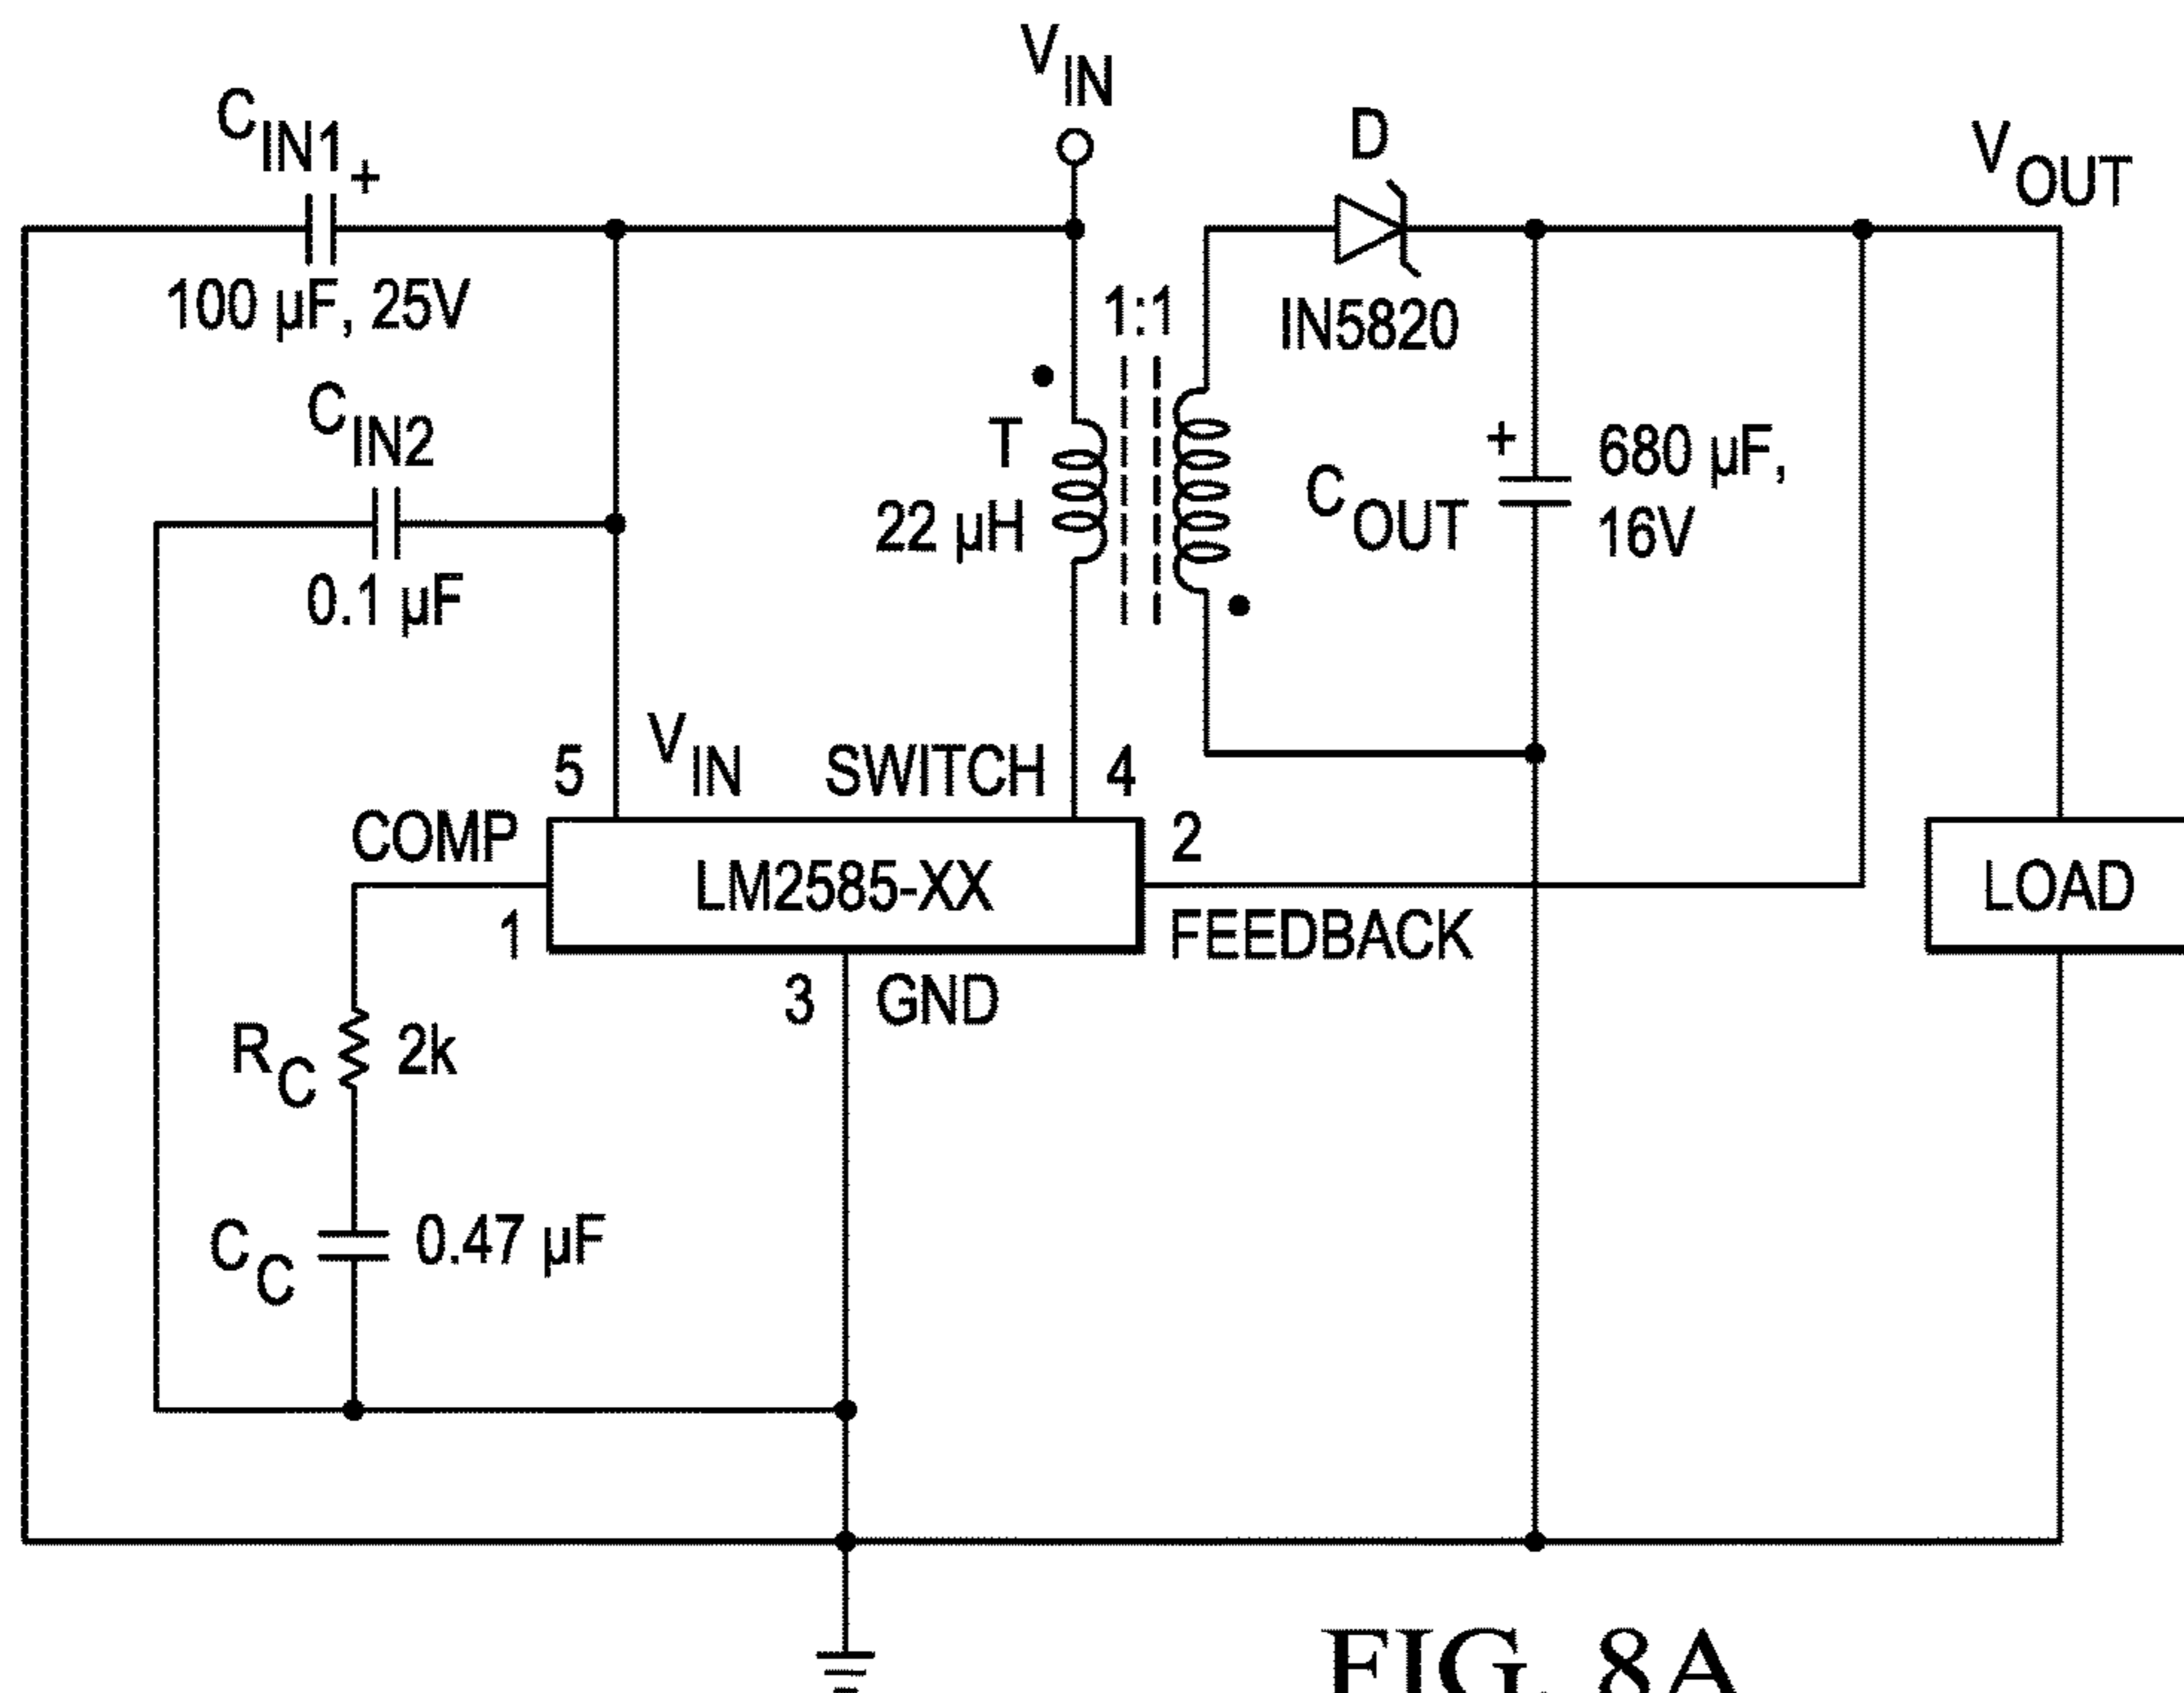 V IN
C IN1 +
D
V OUT
100 µF, 25V
1:1
IN5820
C IN2
T
22 µH
+
C OUT
680 µF,
16V
0.1 µF
5
V IN
SWITCH
4
COMP
2
LM2585-XX
LOAD
1
FEEDBACK
3
GND
R C
2k
C C
0.47 µF
FIG. 8A